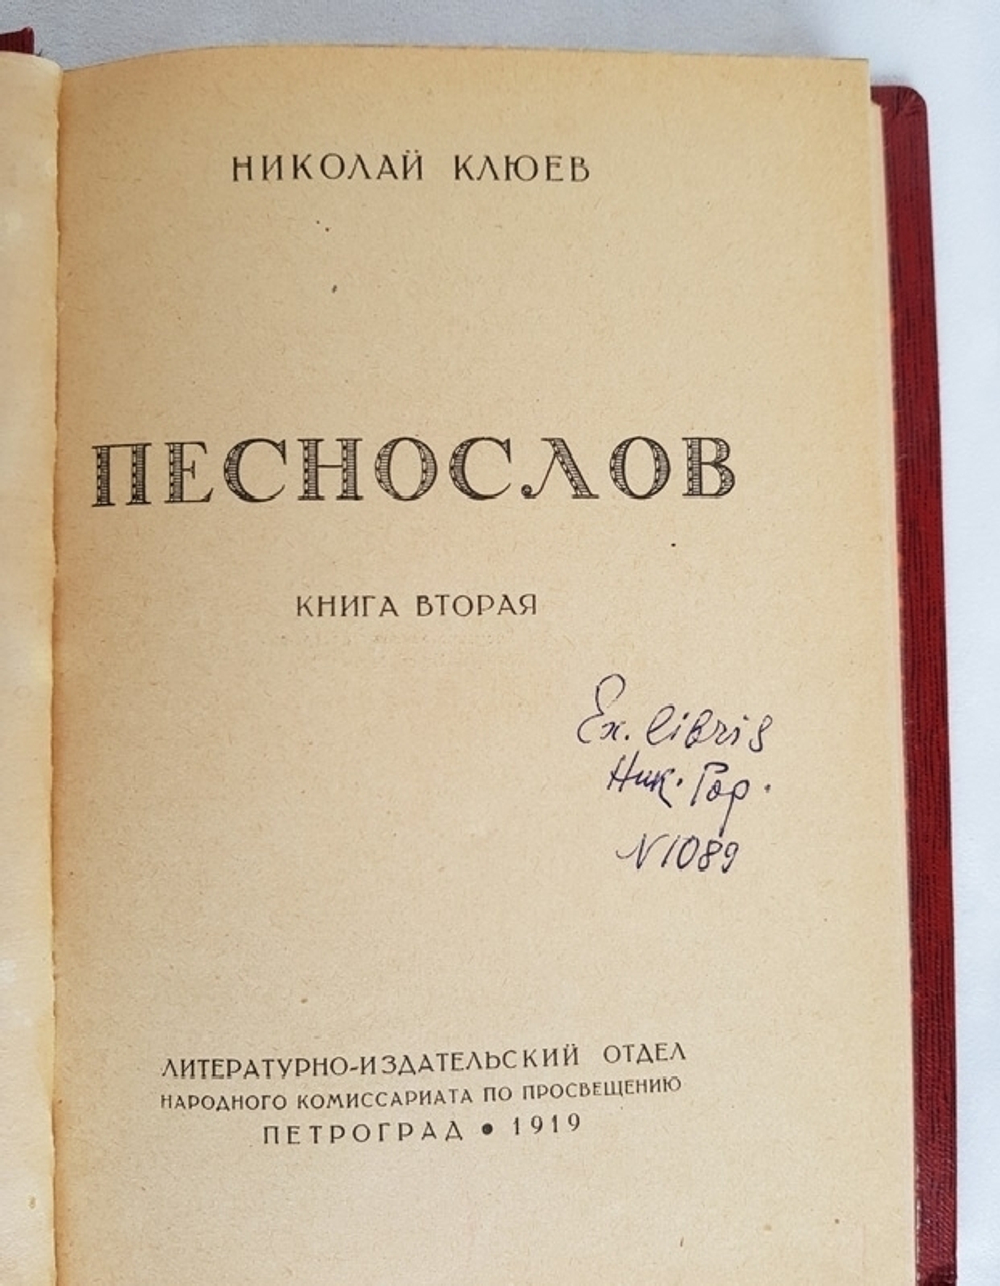 НИКОЛАЙ КЛЮЕВ
ПЕСНОСЛОВ
КНИГА ВТОРАЯ
Ex. libris
Ник. Гор.
N1089
ЛИТЕРАТУРНО-ИЗДАТЕЛЬСКИЙ ОТДЕЛ
НАРОДНОГО КОМИССАРИАТА ПО ПРОСВЕЩЕНИЮ
ПЕТРОГРАД • 1919